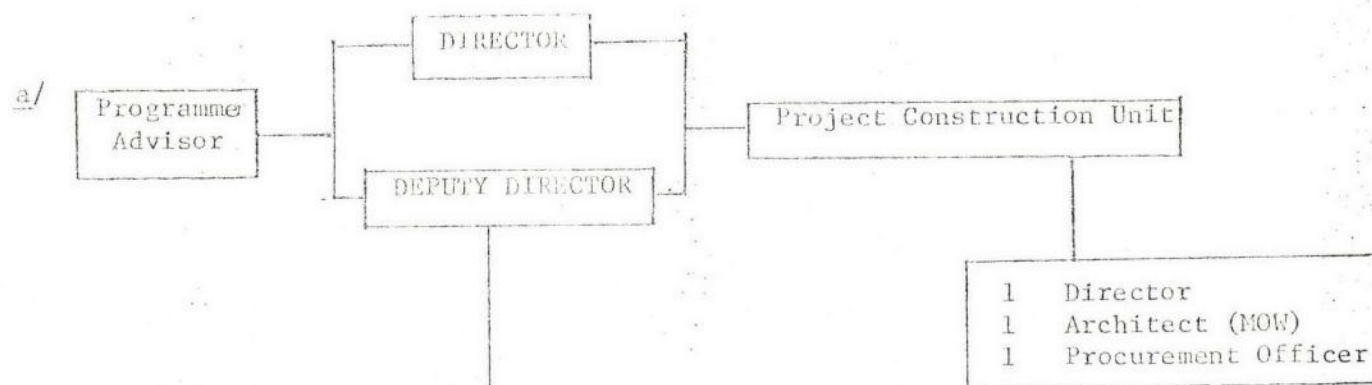 DIRECTOR
a/
Programme
Advisor
Project Construction Unit
DEPUTY DIRECTOR
1 Director
1 Architect (MOW)
1 Procurement Officer